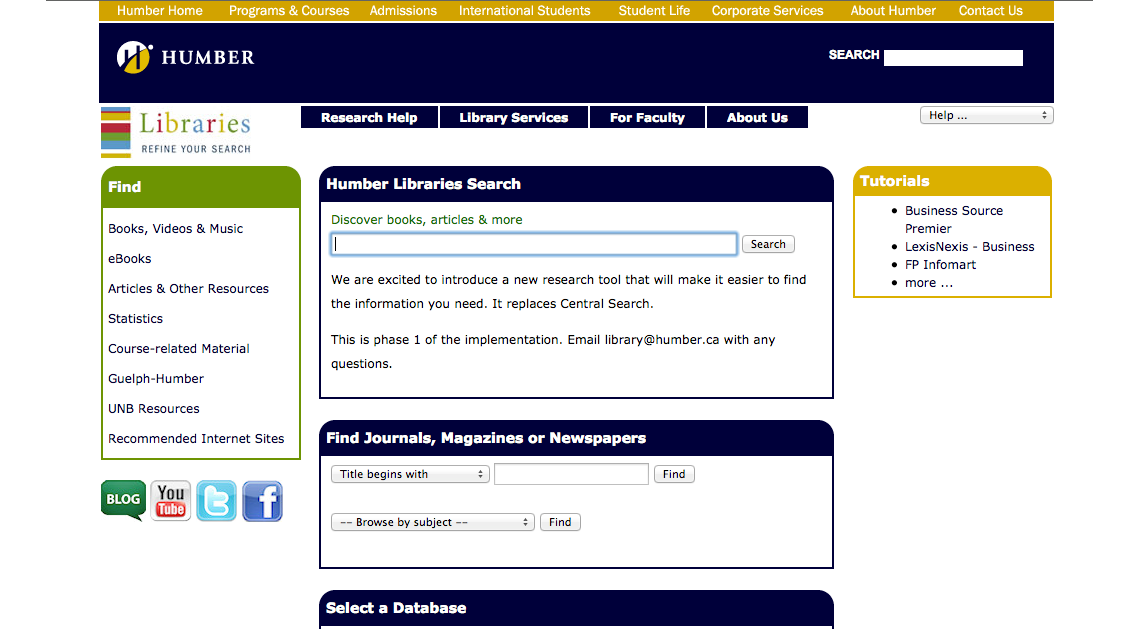 Humber Home Programs & Courses Admissions International Students Student Life Corporate Services About Humber Contact Us
HUMBER
SEARCH
Libraries
REFINE YOUR SEARCH
Research Help Library Services For Faculty About Us
Help ...
Find
Books, Videos & Music
eBooks
Articles & Other Resources
Statistics
Course-related Material
Guelph-Humber
UNB Resources
Recommended Internet Sites
BLOG
You
Tube
t
f
Humber Libraries Search
Discover books, articles & more
Search
We are excited to introduce a new research tool that will make it easier to find
the information you need. It replaces Central Search.
This is phase 1 of the implementation. Email library@humber.ca with any
questions.
Find Journals, Magazines or Newspapers
Title begins with
Find
-- Browse by subject --
Find
Select a Database
Tutorials
Business Source
Premier
LexisNexis - Business
FP Infomart
more ...